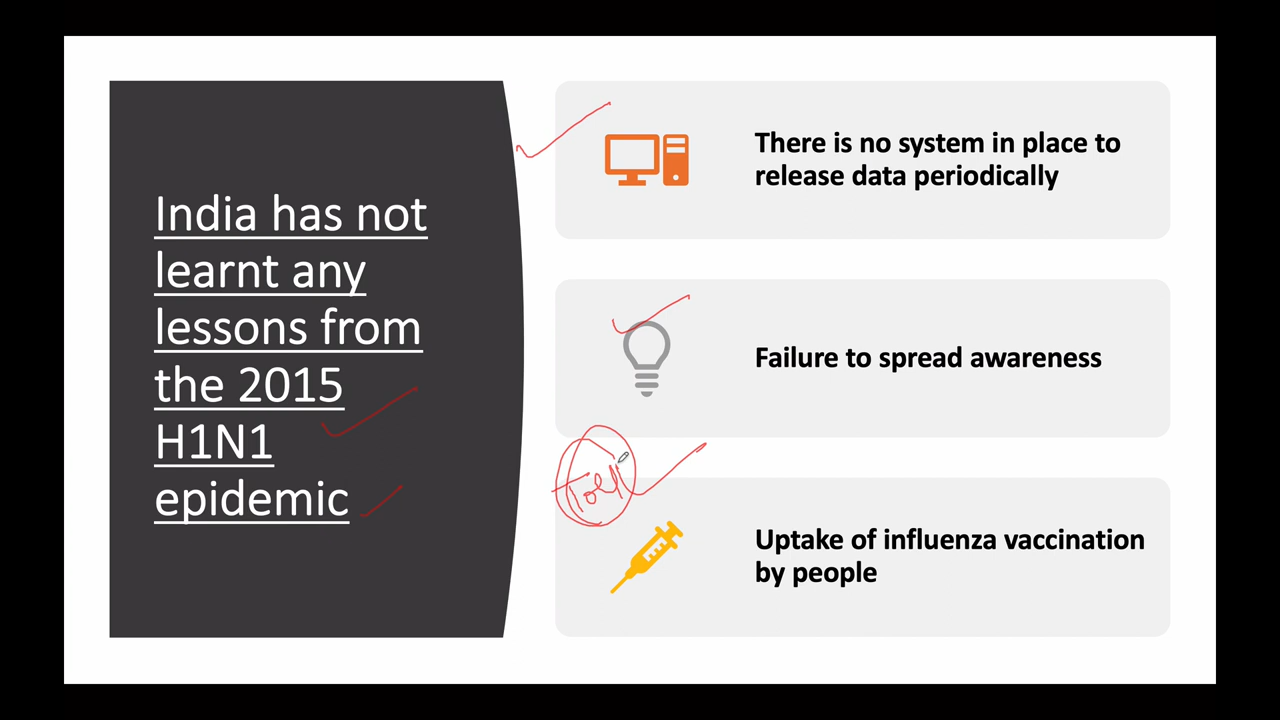 India has not
learnt any
lessons from
the 2015
H1N1
epidemic
There is no system in place to
release data periodically
Failure to spread awareness
Uptake of influenza vaccination
by people